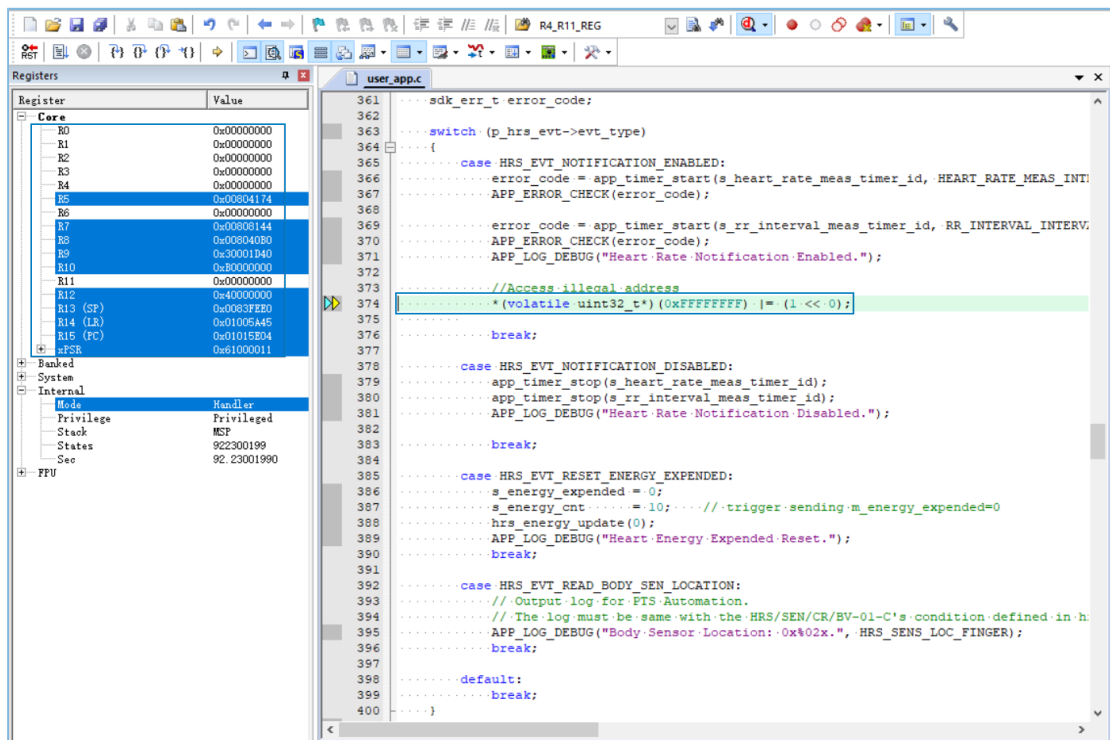 R4_R11_REG
RST
Registers
user_app.c
Register Value
Core
R0 0x00000000
R1 0x00000000
R2 0x00000000
R3 0x00000000
R4 0x00000000
R5 0x00804174
R6 0x00000000
R7 0x00808144
R8 0x008040B0
R9 0x30001D40
R10 0xB0000000
R11 0x00000000
R12 0x40000000
R13 (SP) 0x0083FEE0
R14 (LR) 0x01005A45
R15 (PC) 0x01015E04
xPSR 0x61000011
Banked
System
Internal
Mode Handler
Privilege Privileged
Stack MSP
States 922300199
Sec 92.23001990
FPU
361 sdk_err_t error_code;
362
363 switch (p_hrs_evt->evt_type)
364 {
365 case HRS_EVT_NOTIFICATION_ENABLED:
366 error_code = app_timer_start(s_heart_rate_meas_timer_id, HEART_RATE_MEAS_INT
367 APP_ERROR_CHECK(error_code);
368
369 error_code = app_timer_start(s_rr_interval_meas_timer_id, RR_INTERVAL_INTERV
370 APP_ERROR_CHECK(error_code);
371 APP_LOG_DEBUG("Heart Rate Notification Enabled.");
372
373 //Access illegal address
374 *(volatile uint32_t*)(0xFFFFFFFF) |= (1 << 0);
375
376 break;
377
378 case HRS_EVT_NOTIFICATION_DISABLED:
379 app_timer_stop(s_heart_rate_meas_timer_id);
380 app_timer_stop(s_rr_interval_meas_timer_id);
381 APP_LOG_DEBUG("Heart Rate Notification Disabled.");
382
383 break;
384
385 case HRS_EVT_RESET_ENERGY_EXPENDED:
386 s_energy_expended = 0;
387 s_energy_cnt = 10; // trigger sending m_energy_expended=0
388 hrs_energy_update(0);
389 APP_LOG_DEBUG("Heart Energy Expended Reset.");
390 break;
391
392 case HRS_EVT_READ_BODY_SEN_LOCATION:
393 // Output log for PTS Automation.
394 // The log must be same with the HRS/SEN/CR/BV-01-C's condition defined in h
395 APP_LOG_DEBUG("Body Sensor Location: 0x%02x.", HRS_SENS_LOC_FINGER);
396 break;
397
398 default:
399 break;
400 }